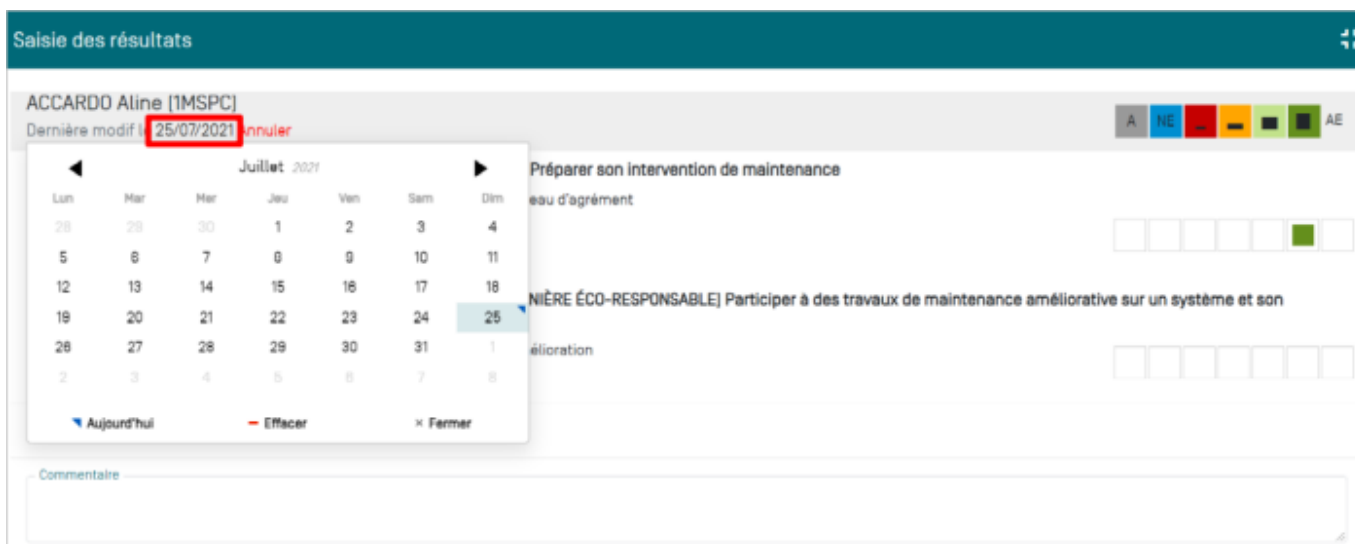 Saisie des résultats
ACCARDO Aline [1MSPC]
Dernière modif l 25/07/2021 Annuler
A NE AE
Juillet 2021
Lun Mar Mer Jeu Ven Sam Dim
28 29 30 1 2 3 4
5 6 7 8 9 10 11
12 13 14 15 16 17 18
19 20 21 22 23 24 25
26 27 28 29 30 31 1
2 3 4 5 6 7 8
Aujourd'hui Effacer × Fermer
Préparer son intervention de maintenance
eau d'agrément
NIÈRE ÉCO-RESPONSABLE] Participer à des travaux de maintenance améliorative sur un système et son
élioration
Commentaire